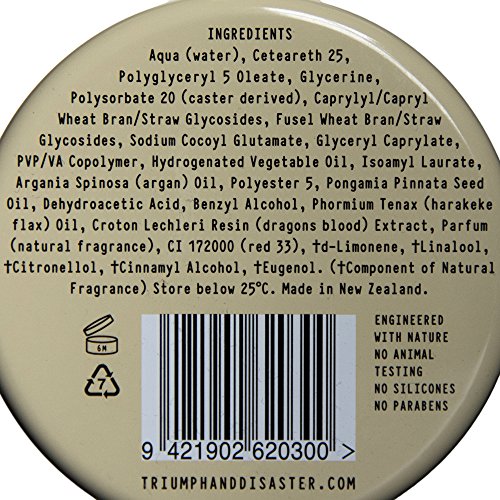 INGREDIENTS
Aqua (water), Ceteareth 25,
Polyglyceryl 5 Oleate, Glycerine,
Polysorbate 20 (caster derived), Caprylyl/Capryl
Wheat Bran/Straw Glycosides, Fusel Wheat Bran/Straw
Glycosides, Sodium Cocoyl Glutamate, Glyceryl Caprylate,
PVP/VA Copolymer, Hydrogenated Vegetable Oil, Isoamyl Laurate,
Argania Spinosa (argan) Oil, Polyester 5, Pongamia Pinnata Seed
Oil, Dehydroacetic Acid, Benzyl Alcohol, Phormium Tenax (harakeke
flax) Oil, Croton Lechleri Resin (dragons blood) Extract, Parfum
(natural fragrance), CI 172000 (red 33), †d-Limonene, †Linalool,
†Citronellol, †Cinnamyl Alcohol, †Eugenol. (†Component of Natural
Fragrance) Store below 25°C. Made in New Zealand.
6M
7
9 421902 620300 >
ENGINEERED
WITH NATURE
NO ANIMAL
TESTING
NO SILICONES
NO PARABENS
TRIUMPHANDDISASTER.COM